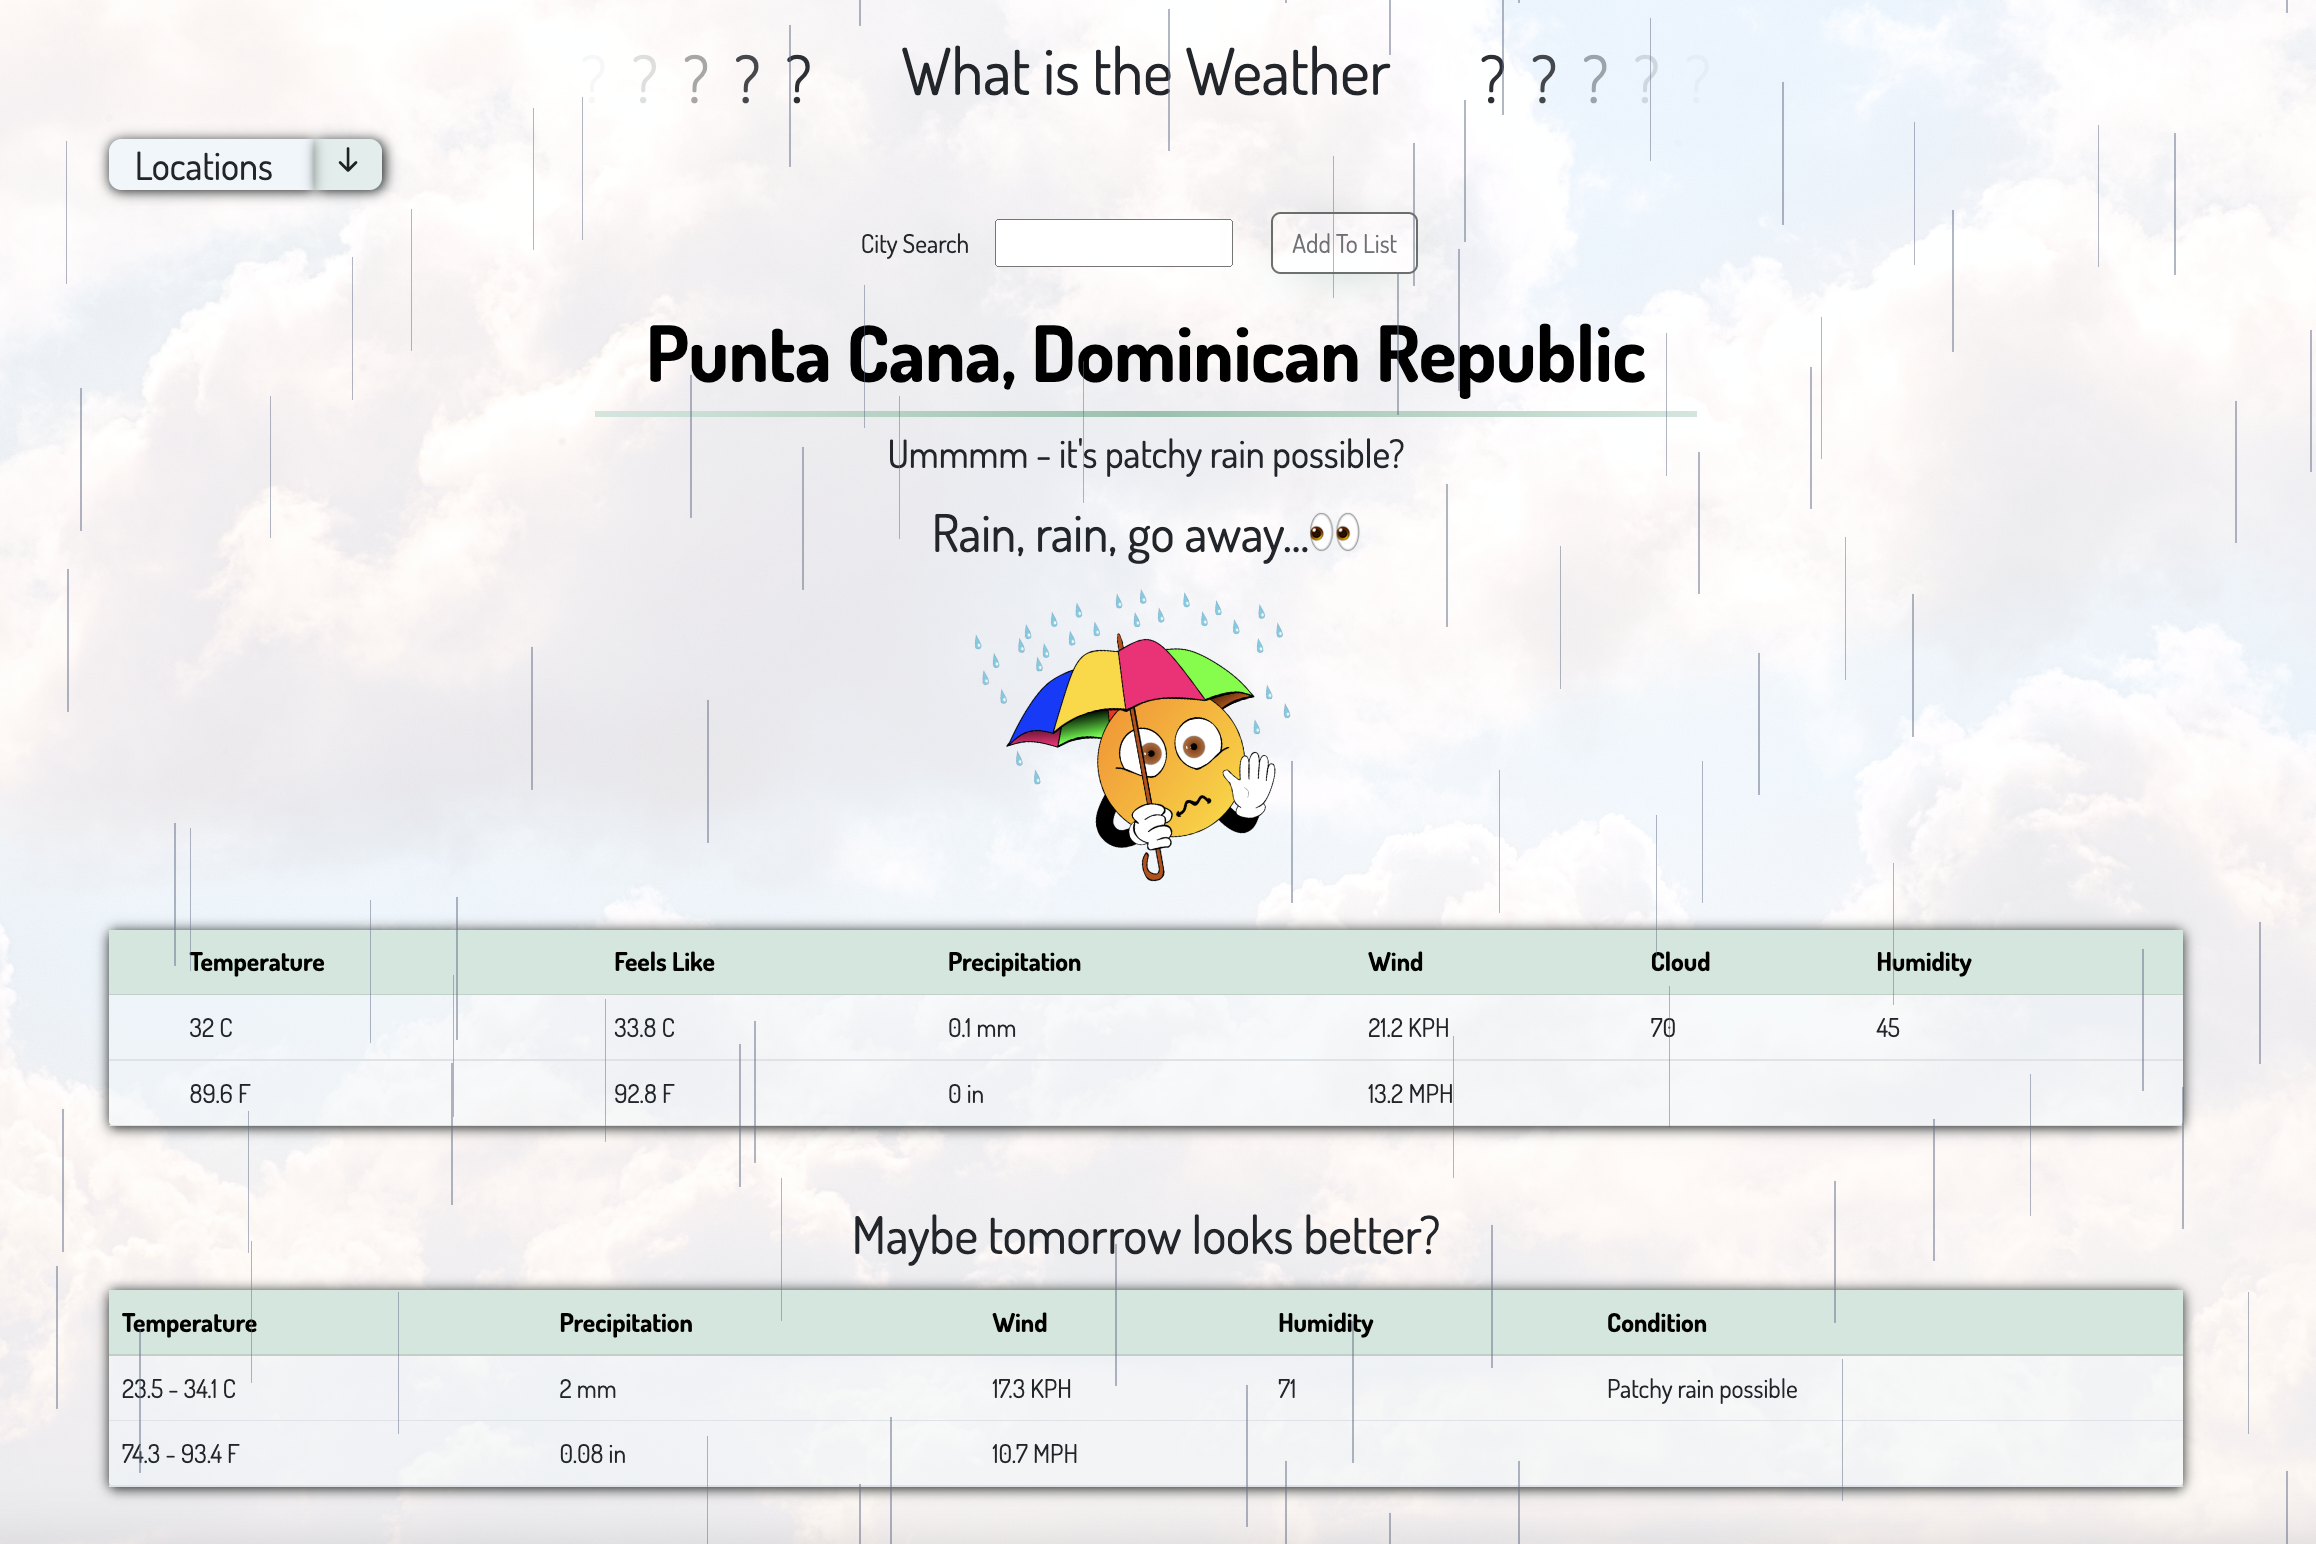 ? ? ? ? ? What is the Weather ? ? ? ? ?
Locations ↓
City Search Add To List
Punta Cana, Dominican Republic
Ummmm - it's patchy rain possible?
Rain, rain, go away...👀
Temperature Feels Like Precipitation Wind Cloud Humidity
32 C 33.8 C 0.1 mm 21.2 KPH 70 45
89.6 F 92.8 F 0 in 13.2 MPH
Maybe tomorrow looks better?
Temperature Precipitation Wind Humidity Condition
23.5 - 34.1 C 2 mm 17.3 KPH 71 Patchy rain possible
74.3 - 93.4 F 0.08 in 10.7 MPH